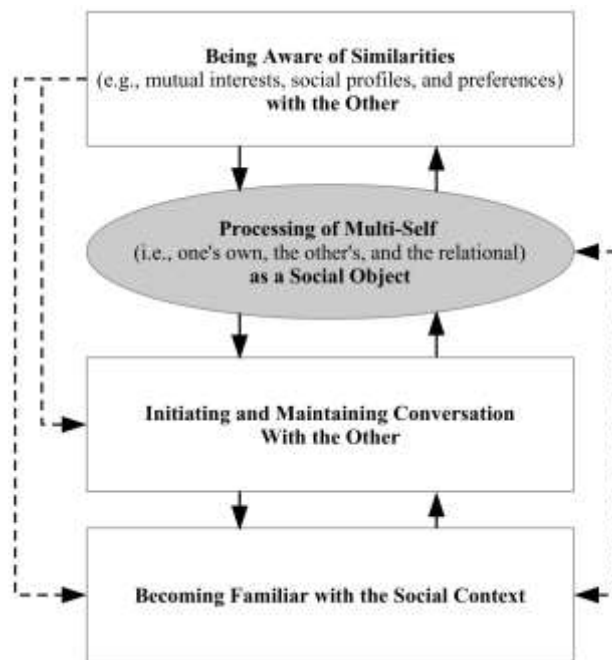 Being Aware of Similarities
(e.g., mutual interests, social profiles, and preferences)
with the Other
Processing of Multi-Self
(i.e., one's own, the other's, and the relational)
as a Social Object
Initiating and Maintaining Conversation
With the Other
Becoming Familiar with the Social Context